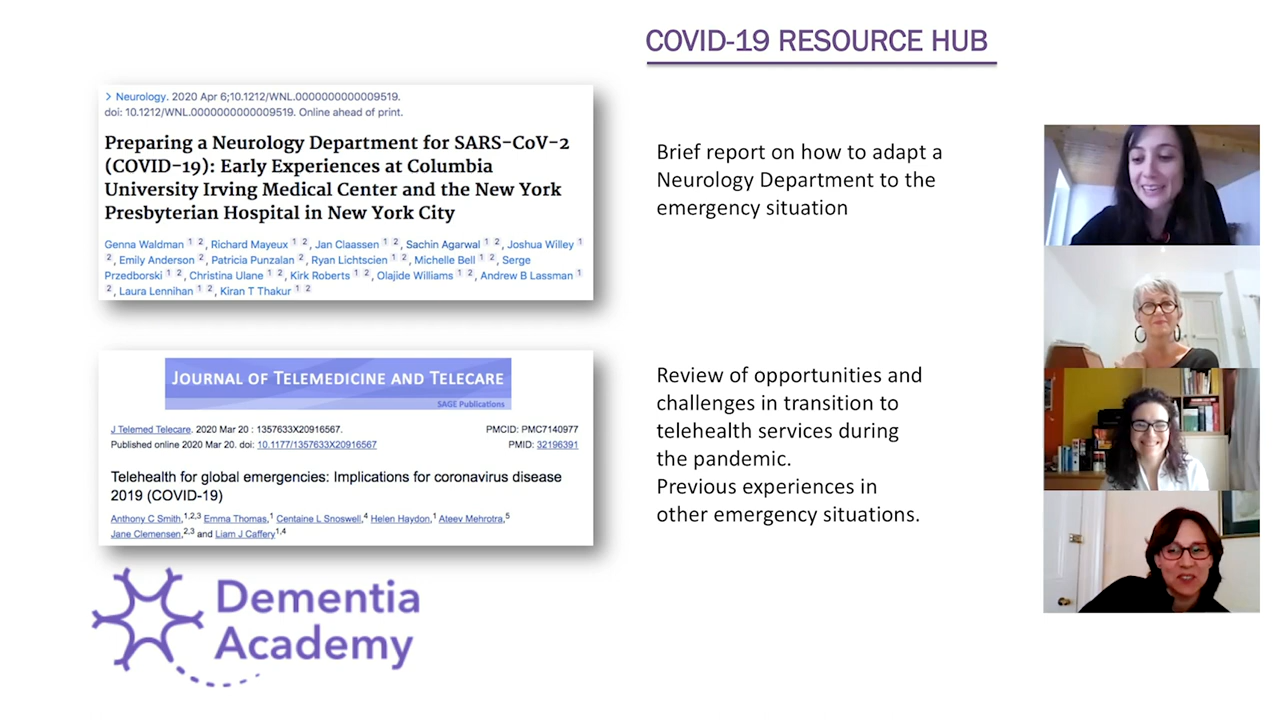 COVID-19 RESOURCE HUB
> Neurology. 2020 Apr 6;10.1212/WNL.0000000000009519.
doi: 10.1212/WNL.0000000000009519. Online ahead of print.
Preparing a Neurology Department for SARS-CoV-2
(COVID-19): Early Experiences at Columbia
University Irving Medical Center and the New York
Presbyterian Hospital in New York City
Genna Waldman 1 2, Richard Mayeux 1 2, Jan Claassen 1 2, Sachin Agarwal 1 2, Joshua Willey 1
2, Emily Anderson 2, Patricia Punzalan 2, Ryan Lichtscien 1 2, Michelle Bell 1 2, Serge
Przedborski 1 2, Christina Ulane 1 2, Kirk Roberts 1 2, Olajide Williams 1 2, Andrew B Lassman 1
2, Laura Lennihan 1 2, Kiran T Thakur 1 2
Brief report on how to adapt a
Neurology Department to the
emergency situation
JOURNAL OF TELEMEDICINE AND TELECARE
SAGE Publications
J Telemed Telecare. 2020 Mar 20 : 1357633X20916567. PMCID: PMC7140977
Published online 2020 Mar 20. doi: 10.1177/1357633X20916567 PMID: 32196391
Telehealth for global emergencies: Implications for coronavirus disease
2019 (COVID-19)
Anthony C Smith,1,2,3 Emma Thomas,1 Centaine L Snoswell,4 Helen Haydon,1 Ateev Mehrotra,5
Jane Clemensen,2,3 and Liam J Caffery1,4
Review of opportunities and
challenges in transition to
telehealth services during
the pandemic.
Previous experiences in
other emergency situations.
Dementia
Academy